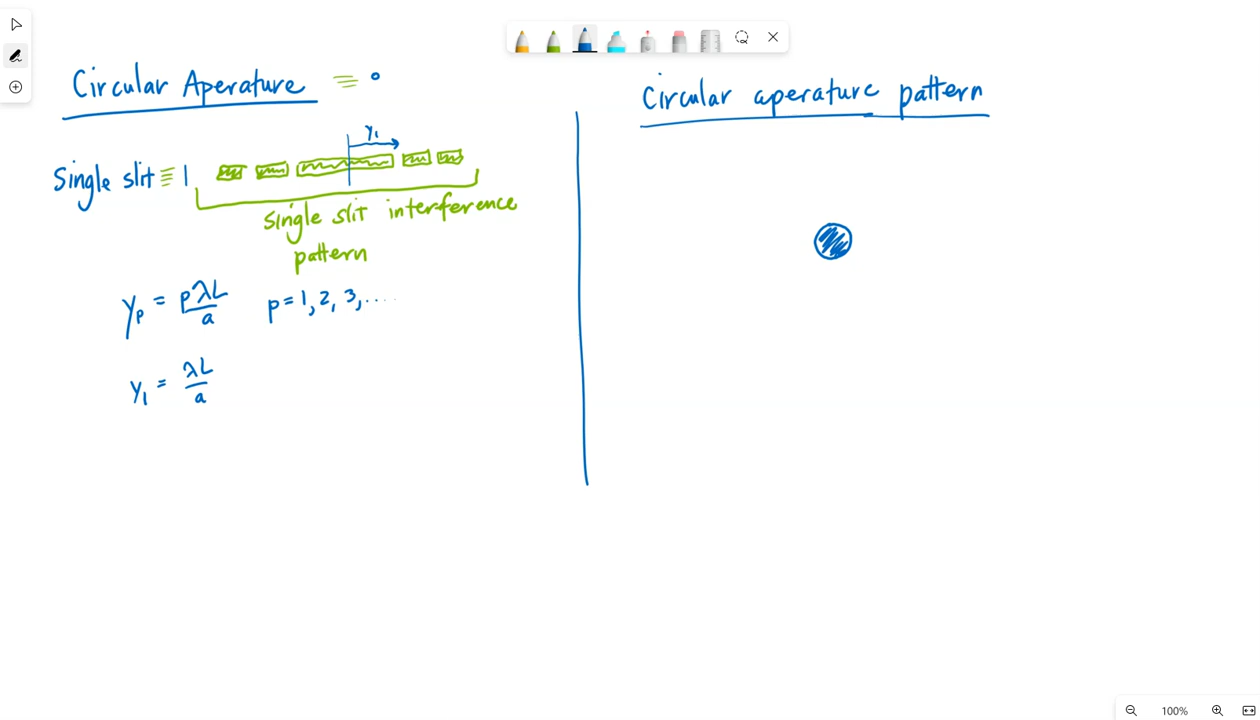 Circular Aperature ≡ °
Single slit ≡ |
y₁
Single slit interference
pattern
yₚ = pλL/a    p = 1, 2, 3, ....
y₁ = λL/a
Circular aperature pattern
100%